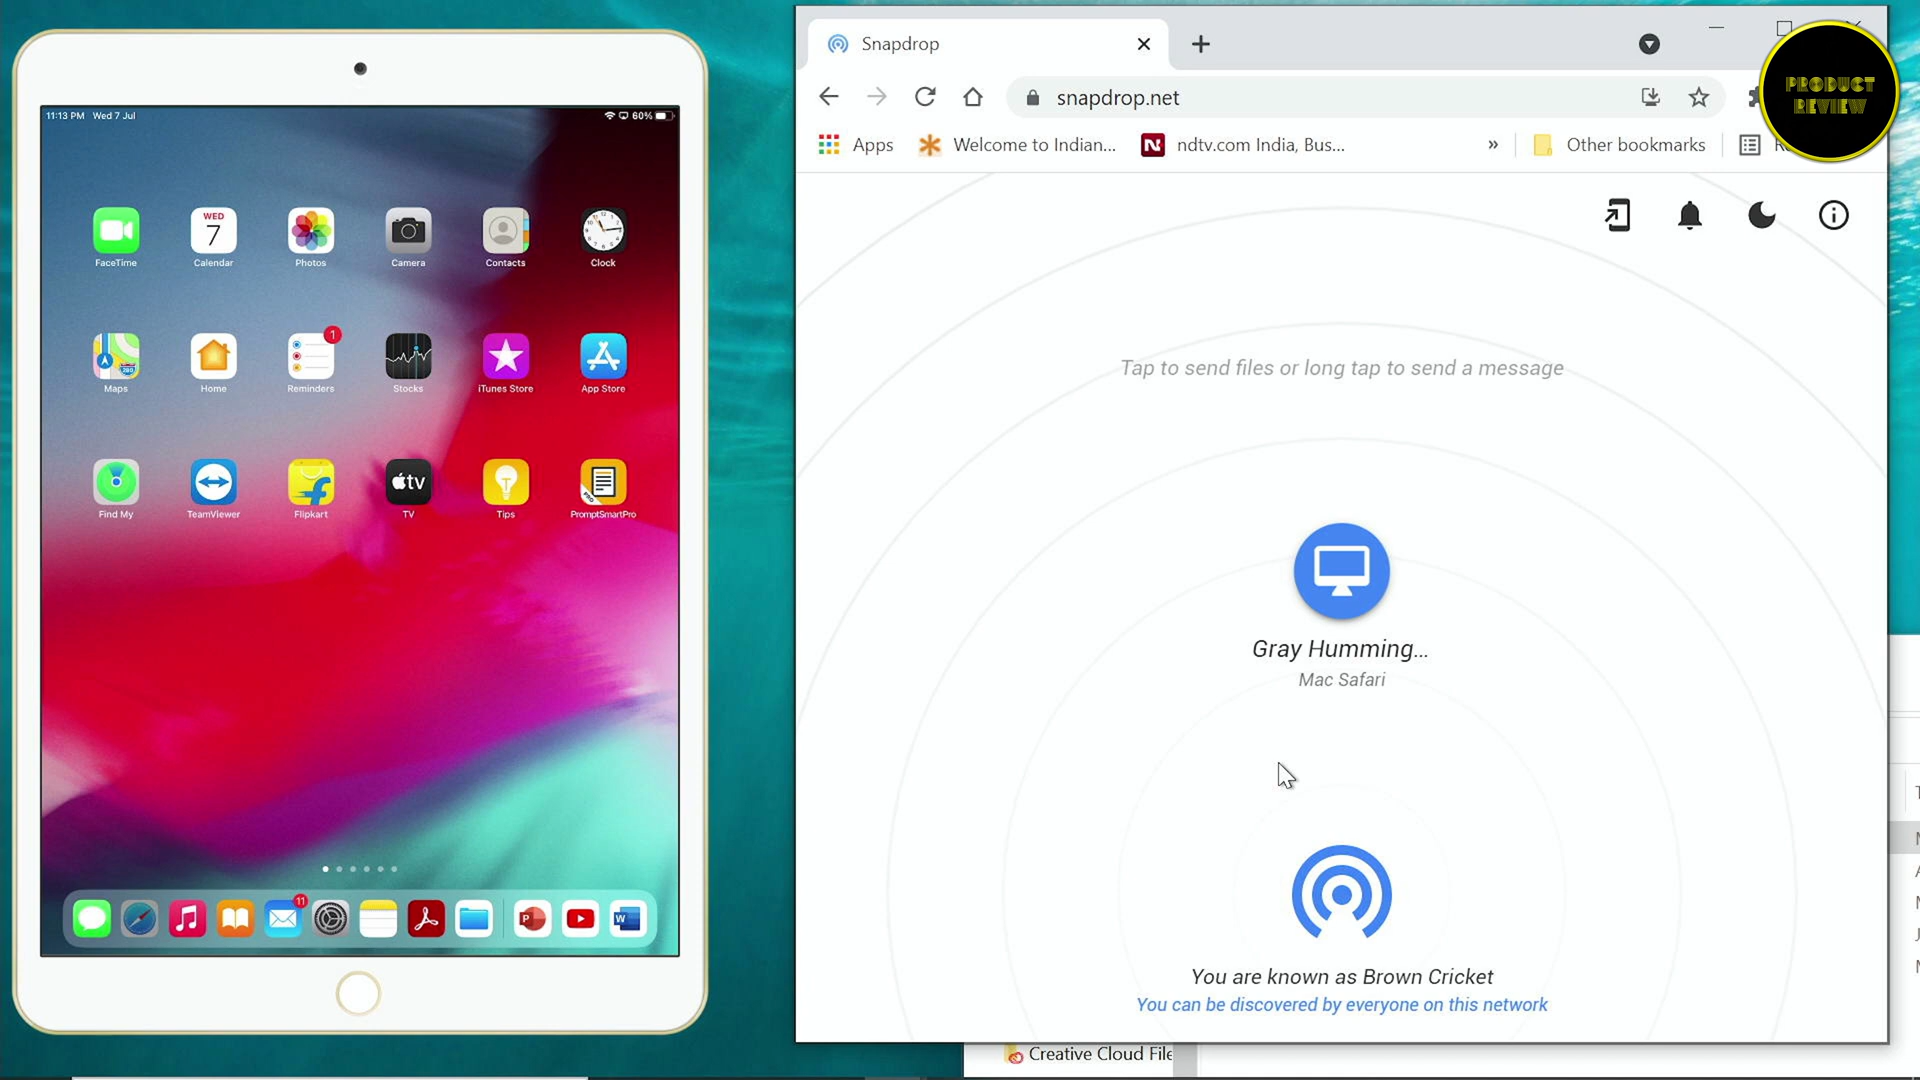 11:13 PM Wed 7 Jul
60%
WED
7
FaceTime
Calendar
Photos
Camera
Contacts
Clock
1
280
Maps
Home
Reminders
Stocks
iTunes Store
App Store
tv
PRO
Find My
TeamViewer
Flipkart
TV
Tips
PromptSmartPro
11
P
W
Snapdrop
snapdrop.net
PRODUCT
REVIEW
Apps
Welcome to Indian...
N
ndtv.com India, Bus...
»
Other bookmarks
Tap to send files or long tap to send a message
Gray Humming...
Mac Safari
You are known as Brown Cricket
You can be discovered by everyone on this network
Creative Cloud File